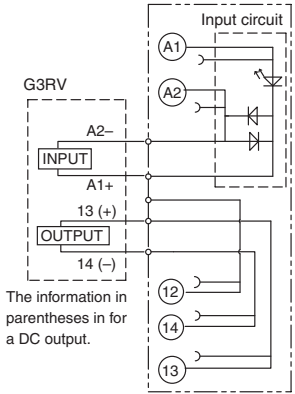 Input circuit
A1
G3RV
A2
A2–
INPUT
A1+
13 (+)
OUTPUT
14 (–)
12
The information in
parentheses in for
a DC output.
14
13